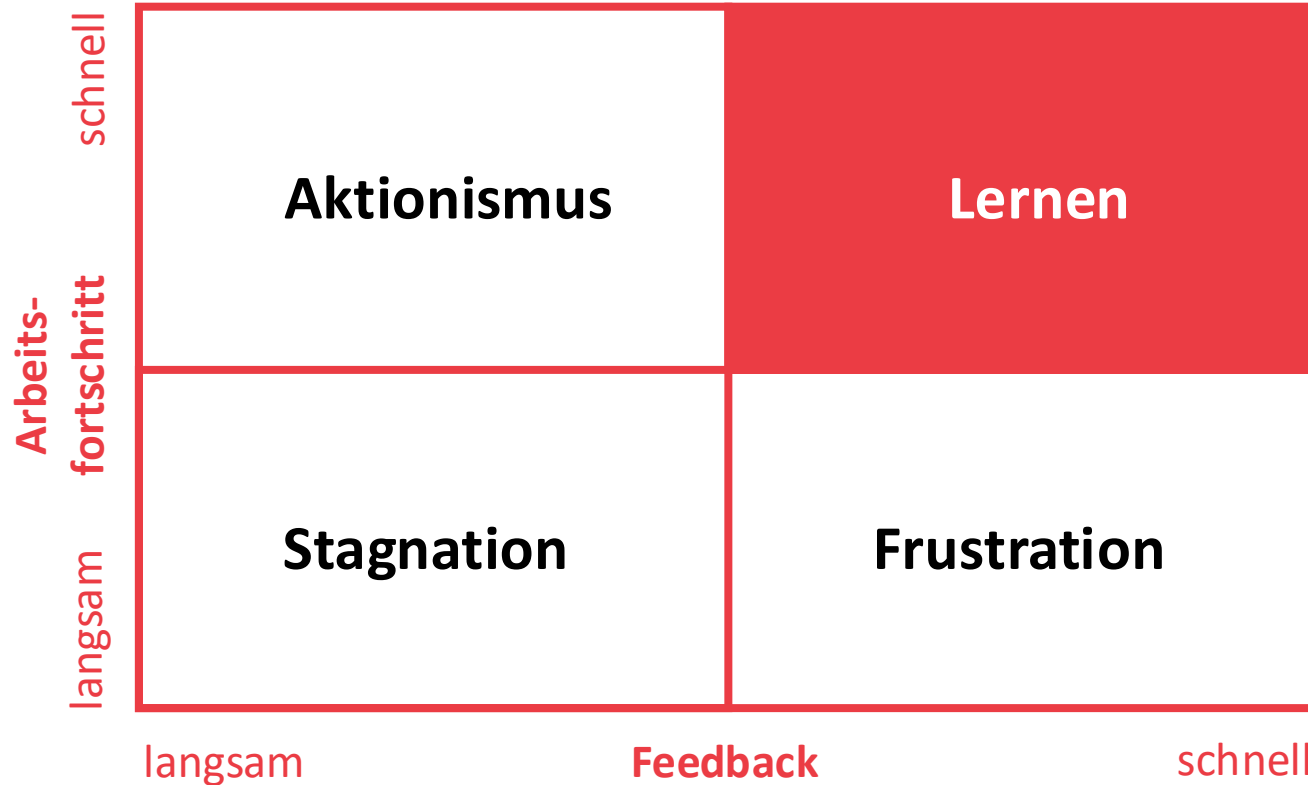 schnell
Aktionismus
Lernen
Arbeits-
fortschritt
Stagnation
Frustration
langsam
langsam
Feedback
schnell